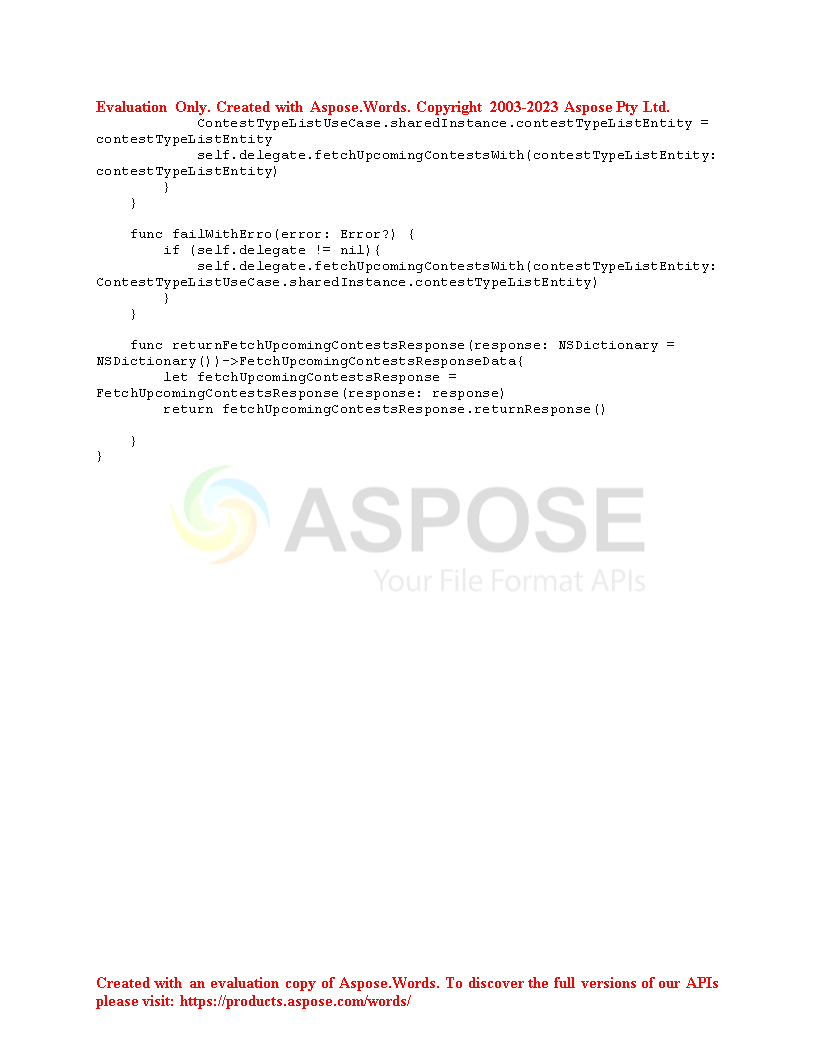 Evaluation Only. Created with Aspose.Words. Copyright 2003-2023 Aspose Pty Ltd.
            ContestTypeListUseCase.sharedInstance.contestTypeListEntity =
contestTypeListEntity
            self.delegate.fetchUpcomingContestsWith(contestTypeListEntity:
contestTypeListEntity)
        }
    }

    func failWithErro(error: Error?) {
        if (self.delegate != nil){
            self.delegate.fetchUpcomingContestsWith(contestTypeListEntity:
ContestTypeListUseCase.sharedInstance.contestTypeListEntity)
        }
    }

    func returnFetchUpcomingContestsResponse(response: NSDictionary =
NSDictionary())->FetchUpcomingContestsResponseData{
        let fetchUpcomingContestsResponse =
FetchUpcomingContestsResponse(response: response)
        return fetchUpcomingContestsResponse.returnResponse()

    }
}
ASPOSE
Your File Format APIs
Created with an evaluation copy of Aspose.Words. To discover the full versions of our APIs
please visit: https://products.aspose.com/words/